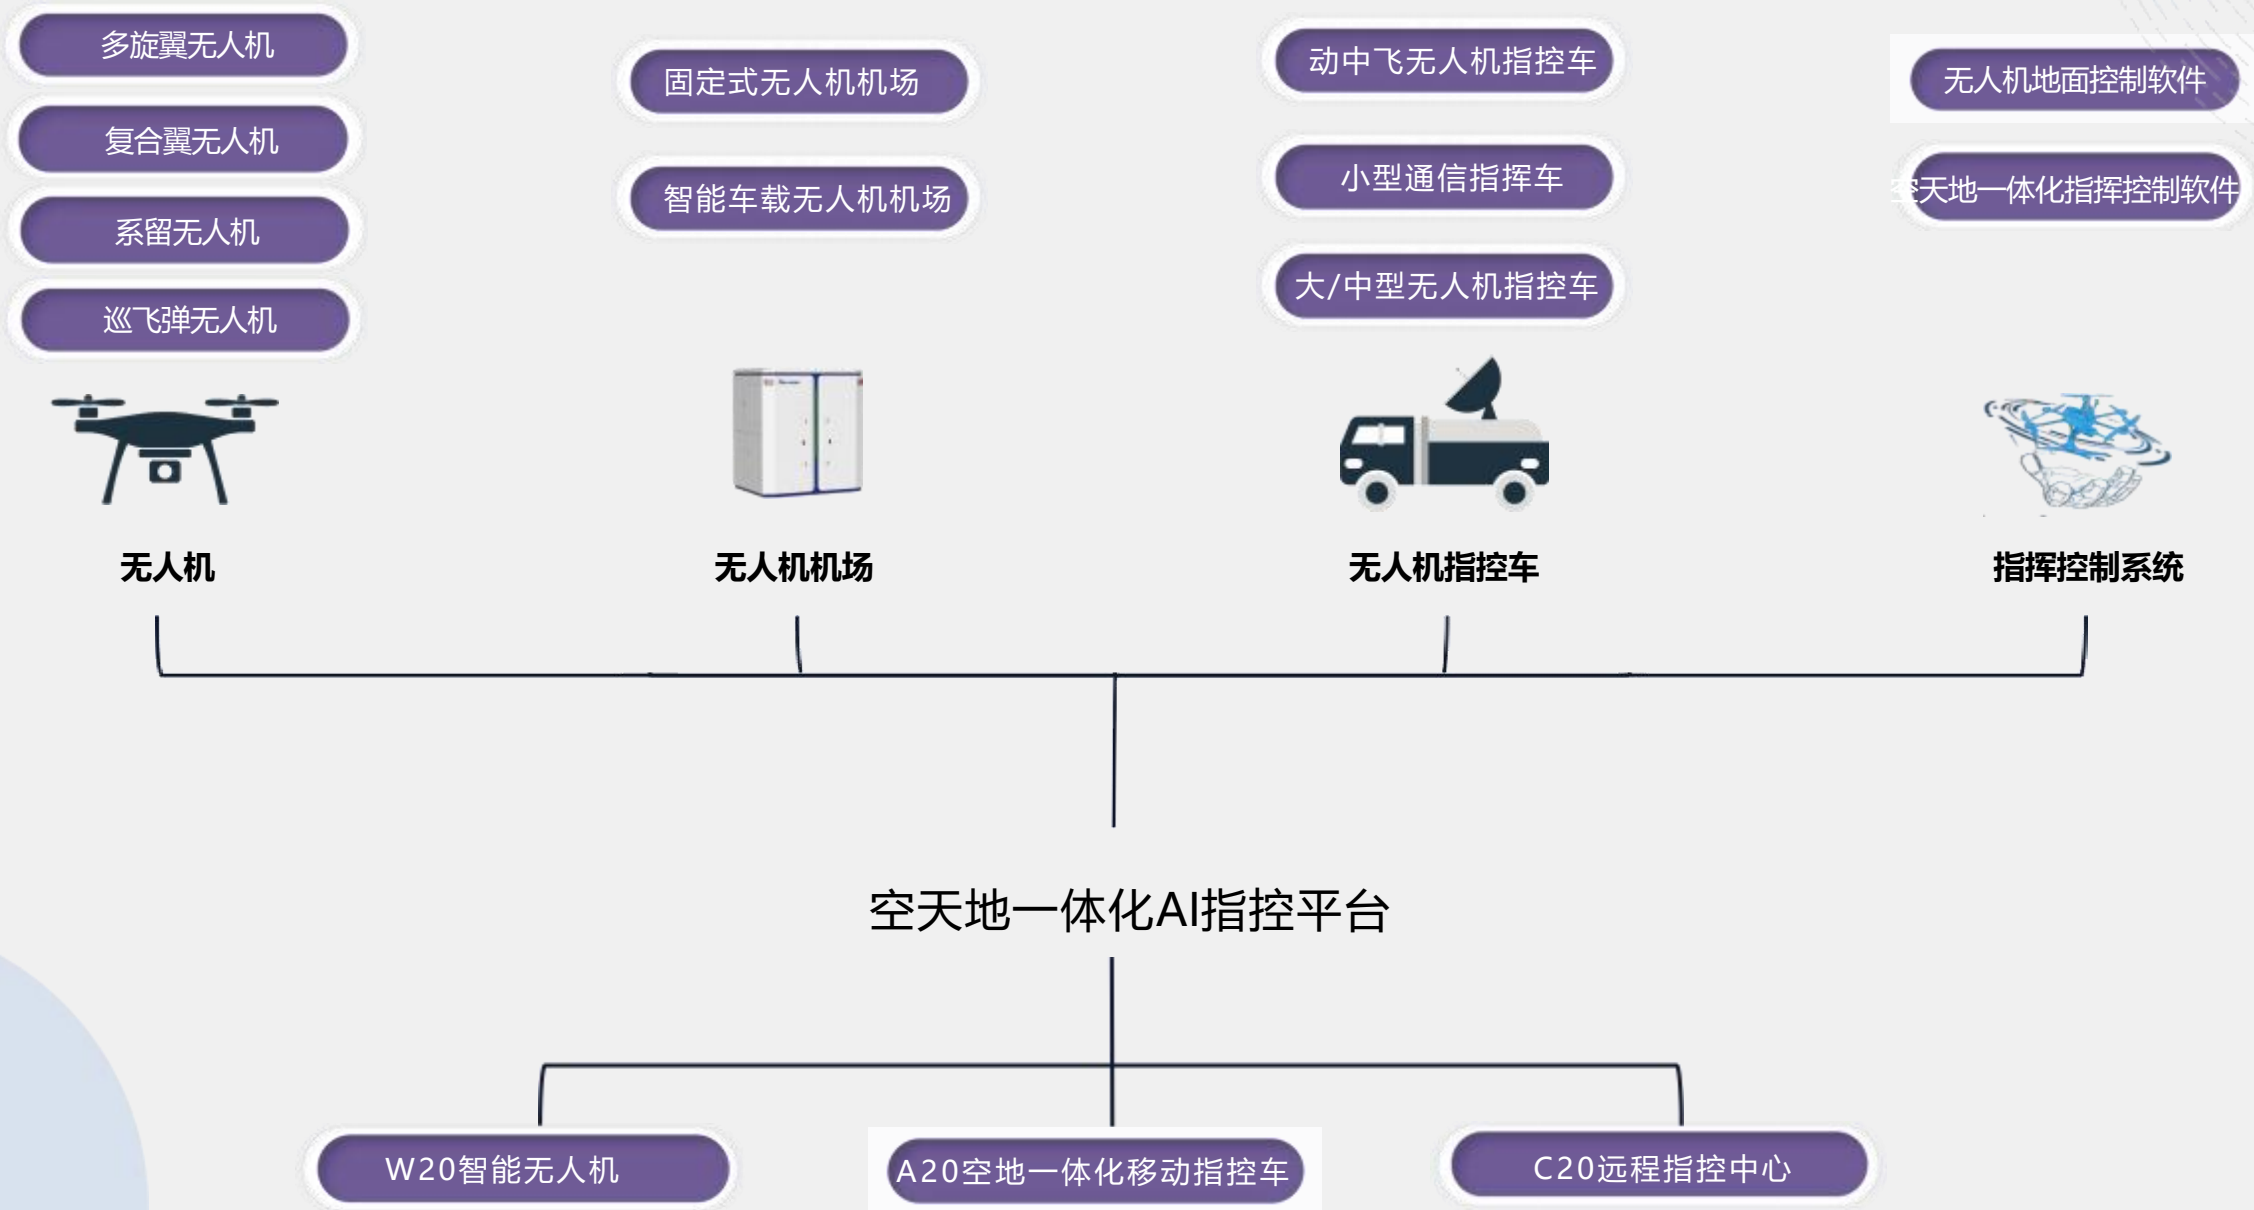 多旋翼无人机
复合翼无人机
系留无人机
巡飞弹无人机
无人机
固定式无人机机场
智能车载无人机机场
无人机机场
动中飞无人机指控车
小型通信指挥车
大/中型无人机指控车
无人机指控车
无人机地面控制软件
空天地一体化指挥控制软件
指挥控制系统
空天地一体化AI指控平台
W20智能无人机
A20空地一体化移动指控车
C20远程指控中心